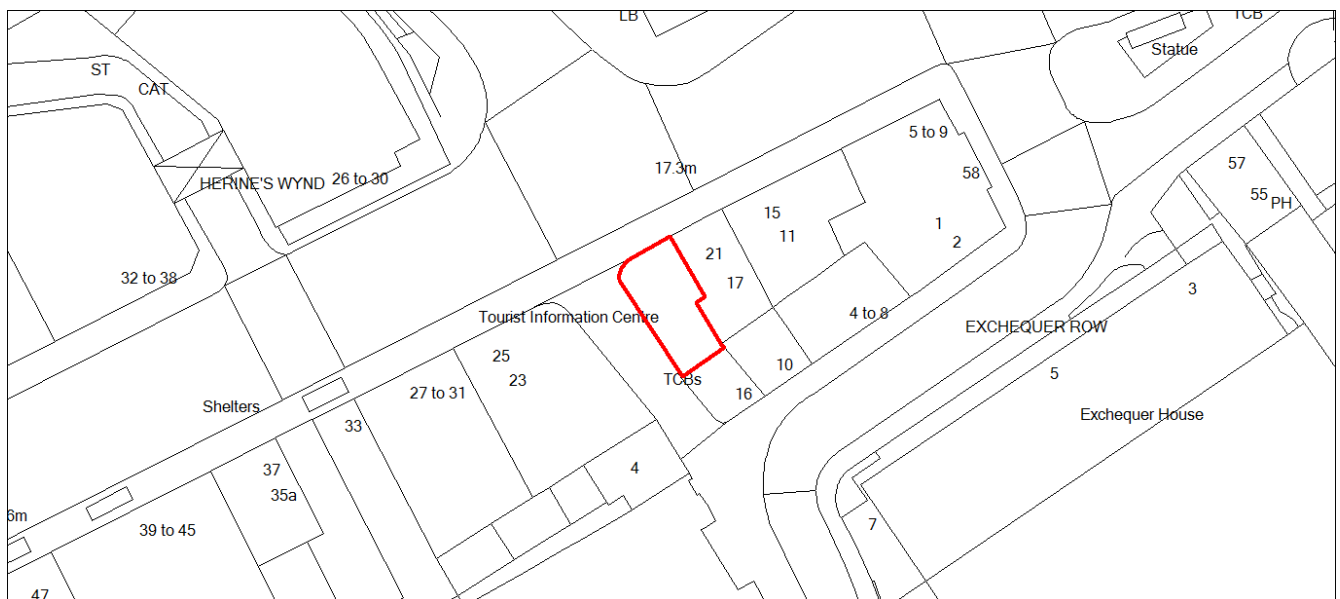 LB
TCB
Statue
ST
CAT
5 to 9
17.3m
57
58
HERINE'S WYND
26 to 30
55
PH
15
1
11
2
21
32 to 38
17
3
4 to 8
Tourist Information Centre
EXCHEQUER ROW
25
10
5
23
TCBs
27 to 31
16
Shelters
Exchequer House
33
4
37
35a
6m
7
39 to 45
47